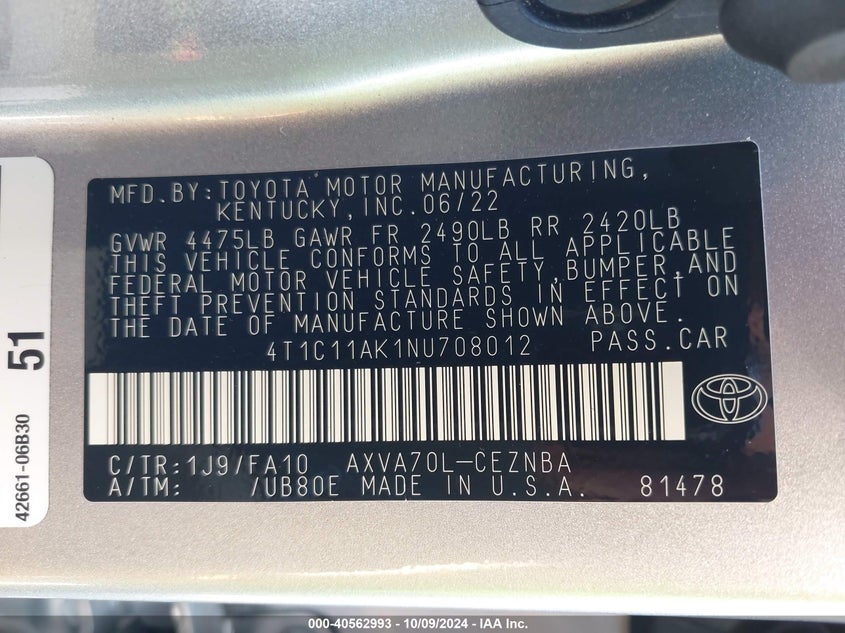 MFD.BY:TOYOTA MOTOR MANUFACTURING,
KENTUCKY,INC.06/22
GVWR 4475LB GAWR FR 2490LB RR 2420LB
THIS VEHICLE CONFORMS TO ALL APPLICABLE
FEDERAL MOTOR VEHICLE SAFETY,BUMPER,AND
THEFT PREVENTION STANDARDS IN EFFECT ON
THE DATE OF MANUFACTURE SHOWN ABOVE.
4T1C11AK1NU708012 PASS.CAR
C/TR:1J9/FA10 AXVA70L-CEZNBA
A/TM: /UB80E MADE IN U.S.A. 81478
51
42661-06B30
000-40562993 - 10/09/2024 - IAA Inc.